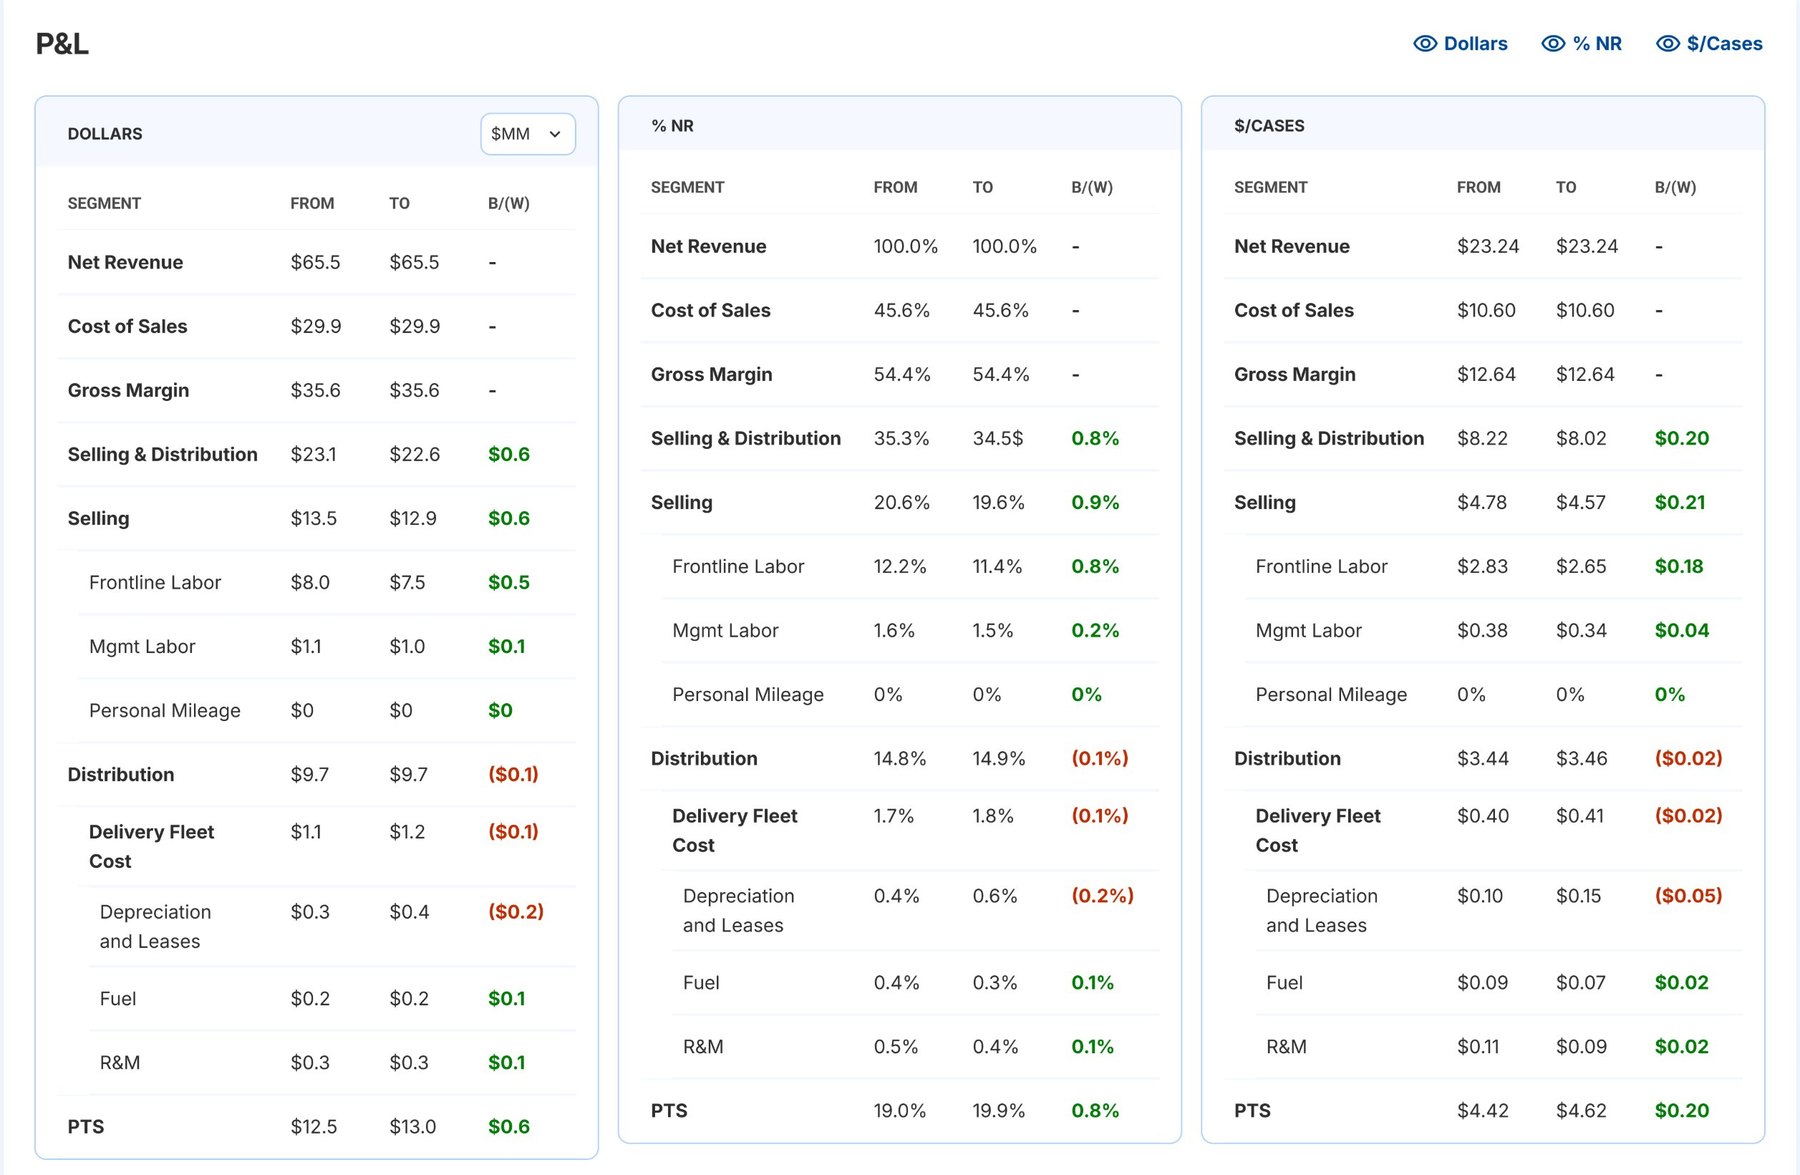 P&L
Dollars % NR $/Cases
DOLLARS $MM
SEGMENT FROM TO B/(W)
Net Revenue $65.5 $65.5 -
Cost of Sales $29.9 $29.9 -
Gross Margin $35.6 $35.6 -
Selling & Distribution $23.1 $22.6 $0.6
Selling $13.5 $12.9 $0.6
Frontline Labor $8.0 $7.5 $0.5
Mgmt Labor $1.1 $1.0 $0.1
Personal Mileage $0 $0 $0
Distribution $9.7 $9.7 ($0.1)
Delivery Fleet $1.1 $1.2 ($0.1)
Cost
Depreciation $0.3 $0.4 ($0.2)
and Leases
Fuel $0.2 $0.2 $0.1
R&M $0.3 $0.3 $0.1
PTS $12.5 $13.0 $0.6
% NR
SEGMENT FROM TO B/(W)
Net Revenue 100.0% 100.0% -
Cost of Sales 45.6% 45.6% -
Gross Margin 54.4% 54.4% -
Selling & Distribution 35.3% 34.5$ 0.8%
Selling 20.6% 19.6% 0.9%
Frontline Labor 12.2% 11.4% 0.8%
Mgmt Labor 1.6% 1.5% 0.2%
Personal Mileage 0% 0% 0%
Distribution 14.8% 14.9% (0.1%)
Delivery Fleet 1.7% 1.8% (0.1%)
Cost
Depreciation 0.4% 0.6% (0.2%)
and Leases
Fuel 0.4% 0.3% 0.1%
R&M 0.5% 0.4% 0.1%
PTS 19.0% 19.9% 0.8%
$/CASES
SEGMENT FROM TO B/(W)
Net Revenue $23.24 $23.24 -
Cost of Sales $10.60 $10.60 -
Gross Margin $12.64 $12.64 -
Selling & Distribution $8.22 $8.02 $0.20
Selling $4.78 $4.57 $0.21
Frontline Labor $2.83 $2.65 $0.18
Mgmt Labor $0.38 $0.34 $0.04
Personal Mileage 0% 0% 0%
Distribution $3.44 $3.46 ($0.02)
Delivery Fleet $0.40 $0.41 ($0.02)
Cost
Depreciation $0.10 $0.15 ($0.05)
and Leases
Fuel $0.09 $0.07 $0.02
R&M $0.11 $0.09 $0.02
PTS $4.42 $4.62 $0.20